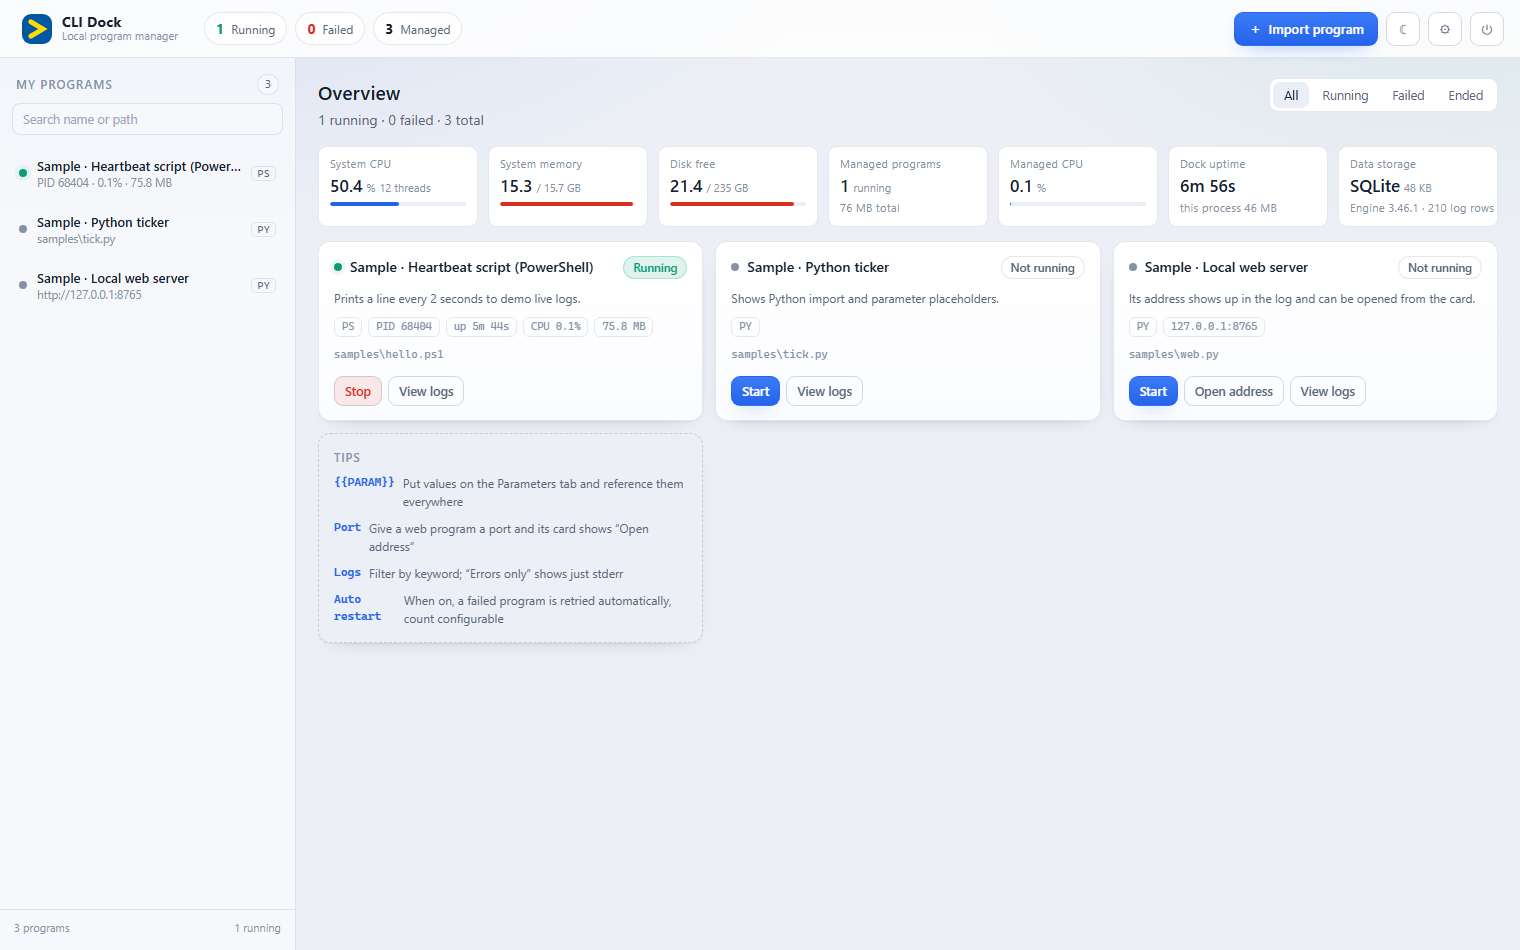 CLI Dock
Local program manager
1 Running
0 Failed
3 Managed
+ Import program
MY PROGRAMS
3
Search name or path
Sample · Heartbeat script (Power...
PID 68404 · 0.1% · 75.8 MB
PS
Sample · Python ticker
samples\tick.py
PY
Sample · Local web server
http://127.0.0.1:8765
PY
3 programs
1 running
Overview
1 running · 0 failed · 3 total
All
Running
Failed
Ended
System CPU
50.4 % 12 threads
System memory
15.3 / 15.7 GB
Disk free
21.4 / 235 GB
Managed programs
1 running
76 MB total
Managed CPU
0.1 %
Dock uptime
6m 56s
this process 46 MB
Data storage
SQLite 48 KB
Engine 3.46.1 · 210 log rows
Sample · Heartbeat script (PowerShell)
Running
Prints a line every 2 seconds to demo live logs.
PS
PID 68404
up 5m 44s
CPU 0.1%
75.8 MB
samples\hello.ps1
Stop
View logs
Sample · Python ticker
Not running
Shows Python import and parameter placeholders.
PY
samples\tick.py
Start
View logs
Sample · Local web server
Not running
Its address shows up in the log and can be opened from the card.
PY
127.0.0.1:8765
samples\web.py
Start
Open address
View logs
TIPS
{{PARAM}} Put values on the Parameters tab and reference them
everywhere
Port Give a web program a port and its card shows “Open
address”
Logs Filter by keyword; “Errors only” shows just stderr
Auto When on, a failed program is retried automatically,
restart count configurable